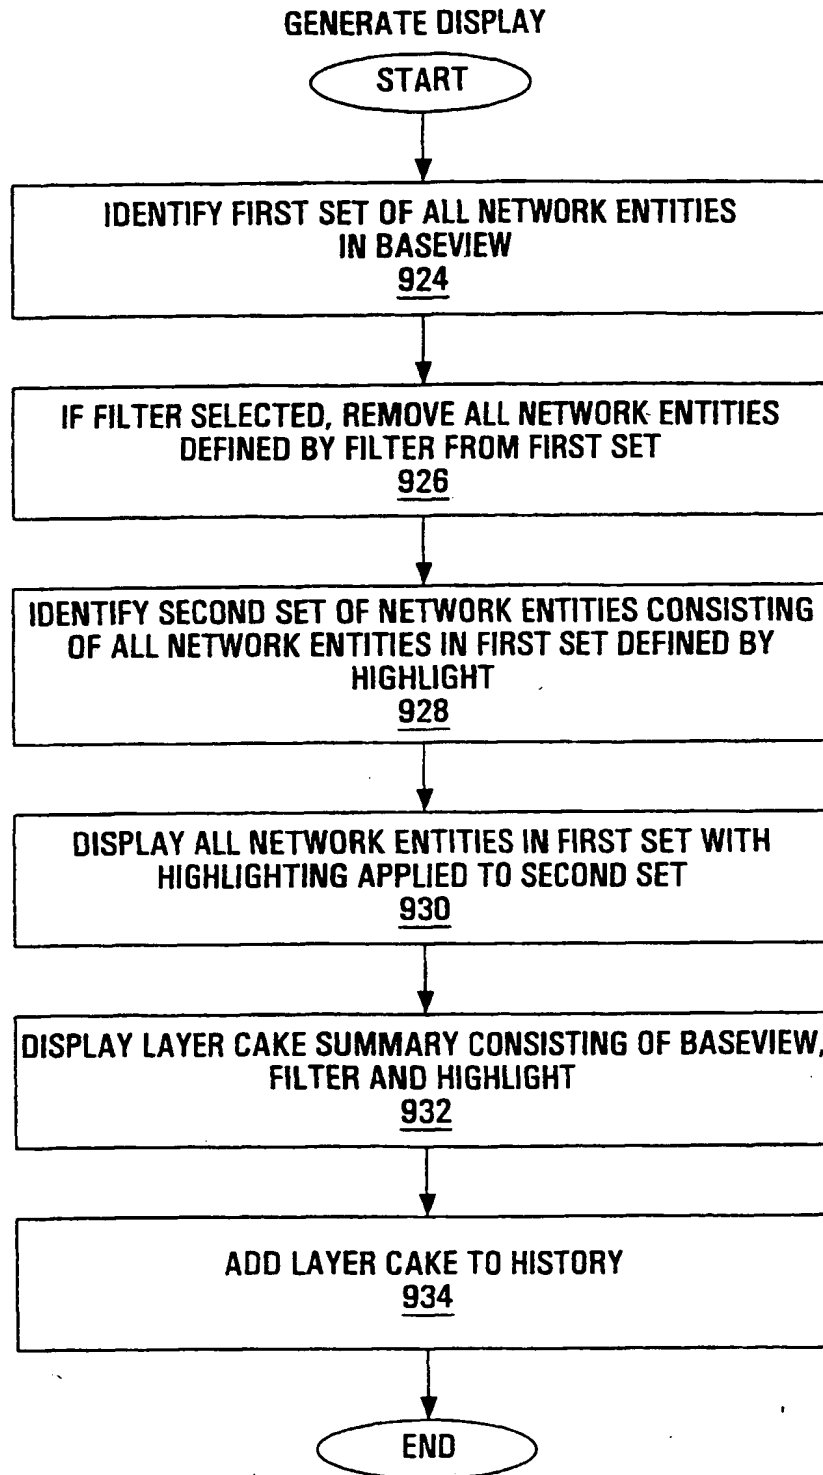 GENERATE DISPLAY
START
IDENTIFY FIRST SET OF ALL NETWORK ENTITIES
IN BASEVIEW
924
IF FILTER SELECTED, REMOVE ALL NETWORK ENTITIES
DEFINED BY FILTER FROM FIRST SET
926
IDENTIFY SECOND SET OF NETWORK ENTITIES CONSISTING
OF ALL NETWORK ENTITIES IN FIRST SET DEFINED BY
HIGHLIGHT
928
DISPLAY ALL NETWORK ENTITIES IN FIRST SET WITH
HIGHLIGHTING APPLIED TO SECOND SET
930
DISPLAY LAYER CAKE SUMMARY CONSISTING OF BASEVIEW,
FILTER AND HIGHLIGHT
932
ADD LAYER CAKE TO HISTORY
934
END